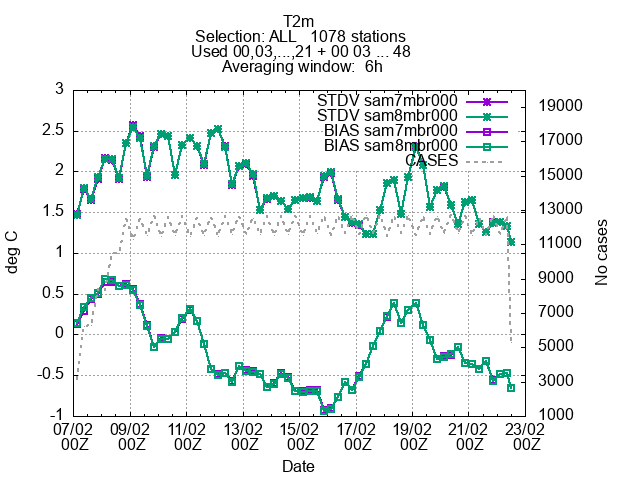 T2m
Selection: ALL 1078 stations
Used 00,03,...,21 + 00 03 ... 48
Averaging window: 6h
STDV sam7mbr000
STDV sam8mbr000
BIAS sam7mbr000
BIAS sam8mbr000
CASES
3
2.5
2
1.5
1
0.5
0
-0.5
-1
deg C
19000
17000
15000
13000
11000
9000
7000
5000
3000
1000
No cases
07/02 09/02 11/02 13/02 15/02 17/02 19/02 21/02 23/02
00Z 00Z 00Z 00Z 00Z 00Z 00Z 00Z 00Z
Date